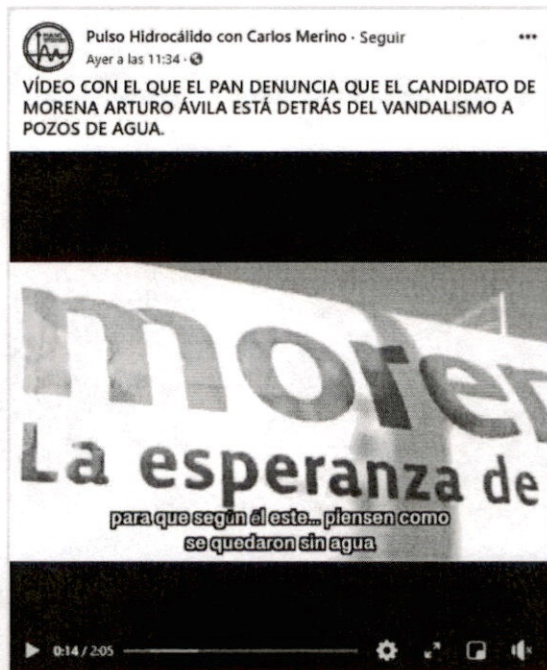 Pulso Hidrocálido con Carlos Merino · Seguir
Ayer a las 11:34 ·
VÍDEO CON EL QUE EL PAN DENUNCIA QUE EL CANDIDATO DE
MORENA ARTURO ÁVILA ESTÁ DETRÁS DEL VANDALISMO A
POZOS DE AGUA.
moren
La esperanza de
para que según él este... piensen como
se quedaron sin agua
0:14 / 2:05